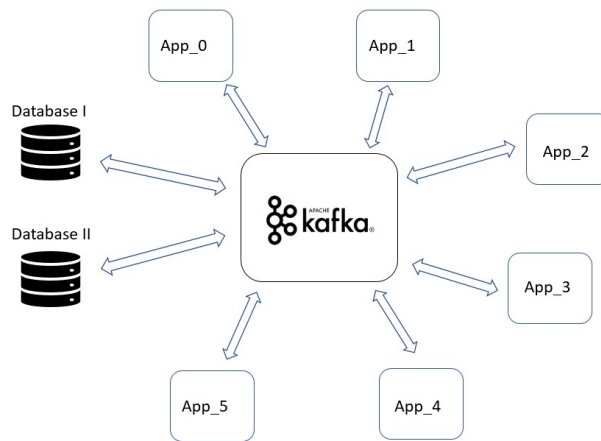 App_0
App_1
Database I
App_2
APACHE
kafka®
Database II
App_3
App_5
App_4